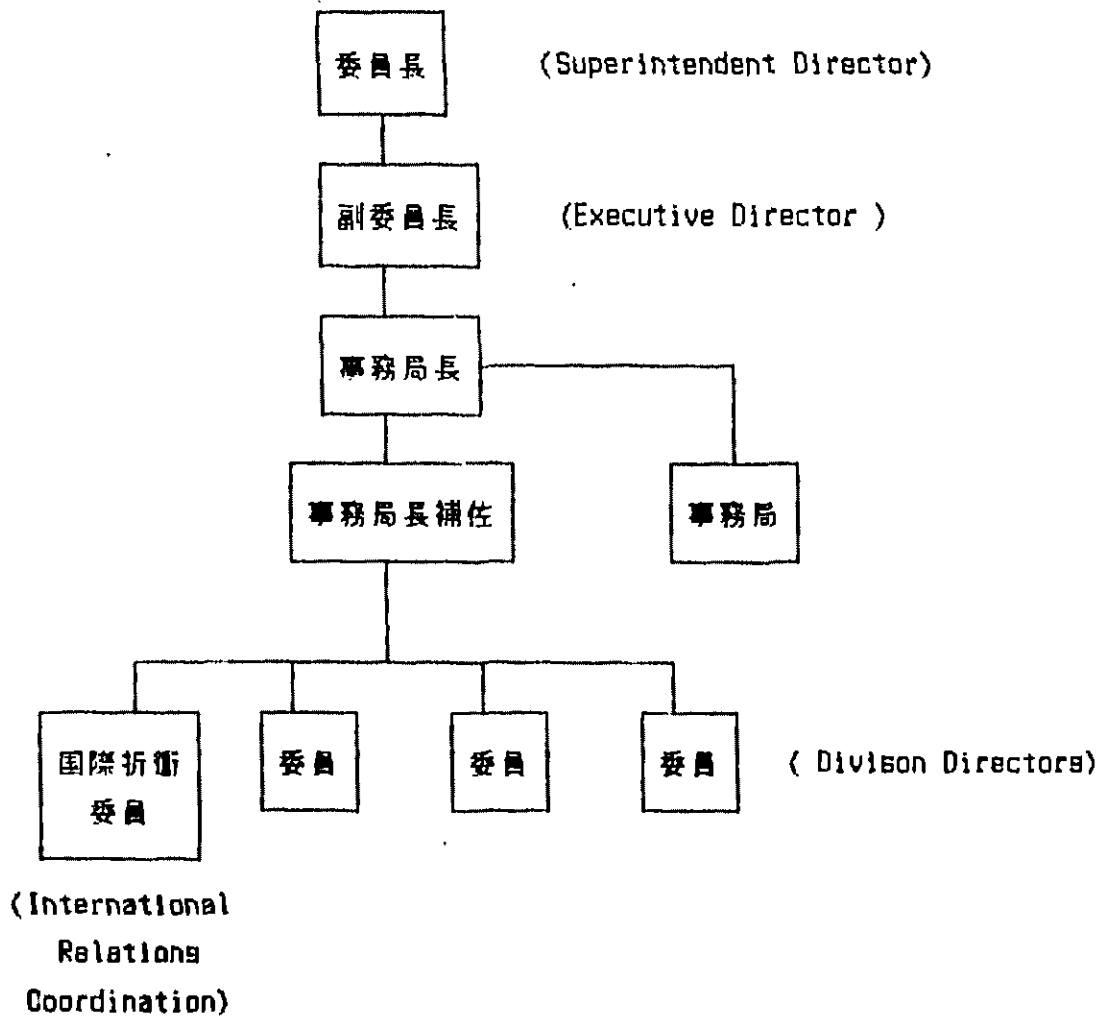 委員長 (Superintendent Director)
副委員長 (Executive Director )
事務局長
事務局長補佐 事務局
国際折衝 委員 委員 委員 ( Divison Directors)
委員
(International
Relations
Coordination)